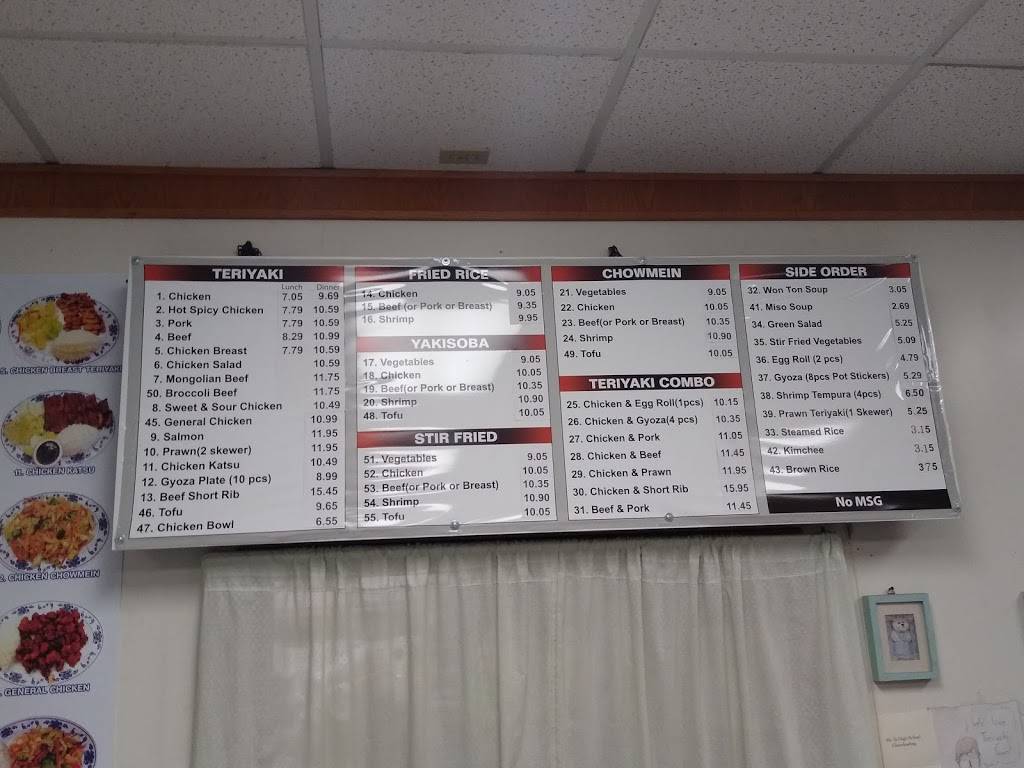 TERIYAKI
Lunch Dinner
1. Chicken 7.05 9.69
2. Hot Spicy Chicken 7.79 10.59
3. Pork 7.79 10.59
4. Beef 8.29 10.99
5. Chicken Breast 7.79 10.59
6. Chicken Salad 10.59
7. Mongolian Beef 11.75
50. Broccoli Beef 11.75
8. Sweet & Sour Chicken 10.49
45. General Chicken 10.99
9. Salmon 11.95
10. Prawn(2 skewer) 11.95
11. Chicken Katsu 10.49
12. Gyoza Plate (10 pcs) 8.99
13. Beef Short Rib 15.45
46. Tofu 9.65
47. Chicken Bowl 6.55
FRIED RICE
14. Chicken 9.05
15. Beef (or Pork or Breast) 9.35
16. Shrimp 9.95
YAKISOBA
17. Vegetables 9.05
18. Chicken 10.05
19. Beef(or Pork or Breast) 10.35
20. Shrimp 10.90
48. Tofu 10.05
STIR FRIED
51. Vegetables 9.05
52. Chicken 10.05
53. Beef(or Pork or Breast) 10.35
54. Shrimp 10.90
55. Tofu 10.05
CHOWMEIN
21. Vegetables 9.05
22. Chicken 10.05
23. Beef(or Pork or Breast) 10.35
24. Shrimp 10.90
49. Tofu 10.05
TERIYAKI COMBO
25. Chicken & Egg Roll(1pcs) 10.15
26. Chicken & Gyoza(4 pcs) 10.35
27. Chicken & Pork 11.05
28. Chicken & Beef 11.45
29. Chicken & Prawn 11.95
30. Chicken & Short Rib 15.95
31. Beef & Pork 11.45
SIDE ORDER
32. Won Ton Soup 3.05
41. Miso Soup 2.69
34. Green Salad 5.25
35. Stir Fried Vegetables 5.09
36. Egg Roll (2 pcs) 4.79
37. Gyoza (8pcs Pot Stickers) 5.29
38. Shrimp Tempura (4pcs) 6.50
39. Prawn Teriyaki(1 Skewer) 5.25
33. Steamed Rice 3.15
42. Kimchee 3.15
43. Brown Rice 375
No MSG
5. CHICKEN BREAST TERIYAKI
11. CHICKEN KATSU
2. CHICKEN CHOWMEIN
. GENERAL CHICKEN